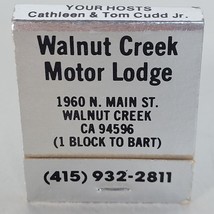 YOUR HOSTS
Cathleen & Tom Cudd Jr.
Walnut Creek
Motor Lodge
1960 N. MAIN ST.
WALNUT CREEK
CA 94596
(1 BLOCK TO BART)
(415) 932-2811